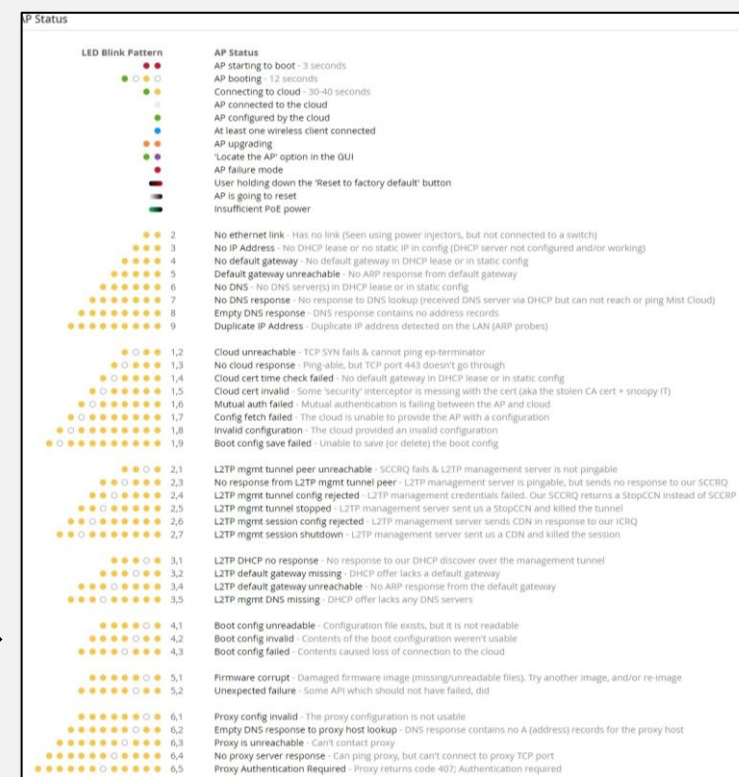 AP Status
LED Blink Pattern AP Status
AP starting to boot - 3 seconds
AP booting - 12 seconds
Connecting to cloud - 30-40 seconds
AP connected to the cloud
AP configured by the cloud
At least one wireless client connected
AP upgrading
'Locate the AP' option in the GUI
AP failure mode
User holding down the 'Reset to factory default' button
AP is going to reset
Insufficient PoE power
2 No ethernet link - Has no link (Seen using power injectors, but not connected to a switch)
3 No IP Address - No DHCP lease or no static IP in config (DHCP server not configured and/or working)
4 No default gateway - No default gateway in DHCP lease or in static config
5 Default gateway unreachable - No ARP response from default gateway
6 No DNS - No DNS server(s) in DHCP lease or in static config
7 No DNS response - No response to DNS lookup (received DNS server via DHCP but can not reach or ping Mist Cloud)
8 Empty DNS response - DNS response contains no address records
9 Duplicate IP Address - Duplicate IP address detected on the LAN (ARP probes)
1,2 Cloud unreachable - TCP SYN fails & cannot ping ep-terminator
1,3 No cloud response - Ping-able, but TCP port 443 doesn't go through
1,4 Cloud cert time check failed - No default gateway in DHCP lease or in static config
1,5 Cloud cert invalid - Some 'security' interceptor is messing with the cert (aka the stolen CA cert + snoopy IT)
1,6 Mutual auth failed - Mutual authentication is failing between the AP and cloud
1,7 Config fetch failed - The cloud is unable to provide the AP with a configuration
1,8 Invalid configuration - The cloud provided an invalid configuration
1,9 Boot config save failed - Unable to save (or delete) the boot config
2,1 L2TP mgmt tunnel peer unreachable - SCCRQ fails & L2TP management server is not pingable
2,3 No response from L2TP mgmt tunnel peer - L2TP management server is pingable, but sends no response to our SCCRQ
2,4 L2TP mgmt tunnel config rejected - L2TP management credentials failed. Our SCCRQ returns a StopCCN instead of SCCRP
2,5 L2TP mgmt tunnel stopped - L2TP management server sent us a StopCCN and killed the tunnel
2,6 L2TP mgmt session config rejected - L2TP management server sends CDN in response to our ICRQ
2,7 L2TP mgmt session shutdown - L2TP management server sent us a CDN and killed the session
3,1 L2TP DHCP no response - No response to our DHCP discover over the management tunnel
3,2 L2TP default gateway missing - DHCP offer lacks a default gateway
3,4 L2TP default gateway unreachable - No ARP response from the default gateway
3,5 L2TP mgmt DNS missing - DHCP offer lacks any DNS servers
4,1 Boot config unreadable - Configuration file exists, but it is not readable
4,2 Boot config invalid - Contents of the boot configuration weren't usable
4,3 Boot config failed - Contents caused loss of connection to the cloud
5,1 Firmware corrupt - Damaged firmware image (missing/unreadable files). Try another image, and/or re-image
5,2 Unexpected failure - Some API which should not have failed, did
6,1 Proxy config invalid - The proxy configuration is not usable
6,2 Empty DNS response to proxy host lookup - DNS response contains no A (address) records for the proxy host
6,3 Proxy is unreachable - Can't contact proxy
6,4 No proxy server response - Can ping proxy, but can't connect to proxy TCP port
6,5 Proxy Authentication Required - Proxy returns code 407; Authentication required